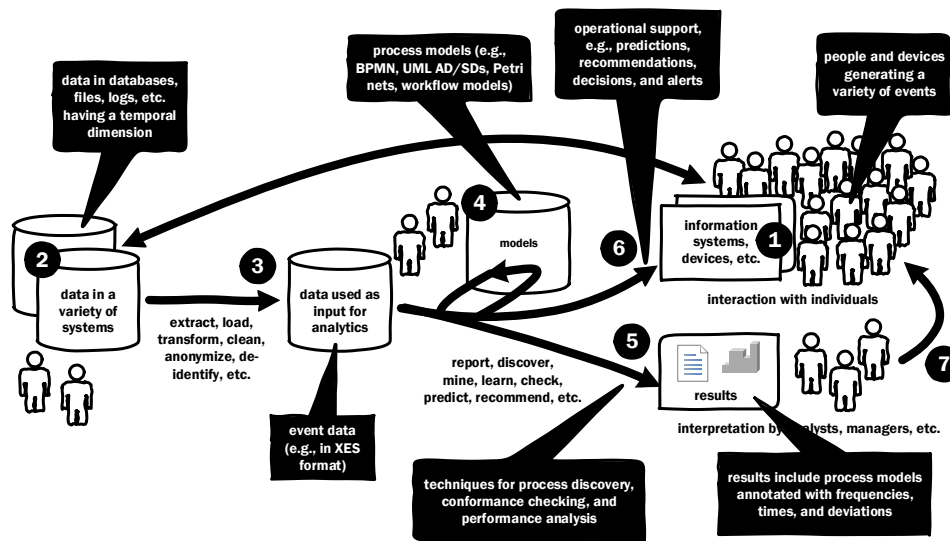 data in databases,
files, logs, etc.
having a temporal
dimension
process models (e.g.,
BPMN, UML AD/SDs, Petri
nets, workflow models)
operational support,
e.g., predictions,
recommendations,
decisions, and alerts
people and devices
generating a
variety of events
2
data in a
variety of
systems
3
extract, load,
transform, clean,
anonymize, de-
identify, etc.
data used as
input for
analytics
event data
(e.g., in XES
format)
4
models
6
1
information
systems,
devices, etc.
interaction with individuals
report, discover,
mine, learn, check,
predict, recommend, etc.
5
results
7
interpretation by analysts, managers, etc.
techniques for process discovery,
conformance checking, and
performance analysis
results include process models
annotated with frequencies,
times, and deviations